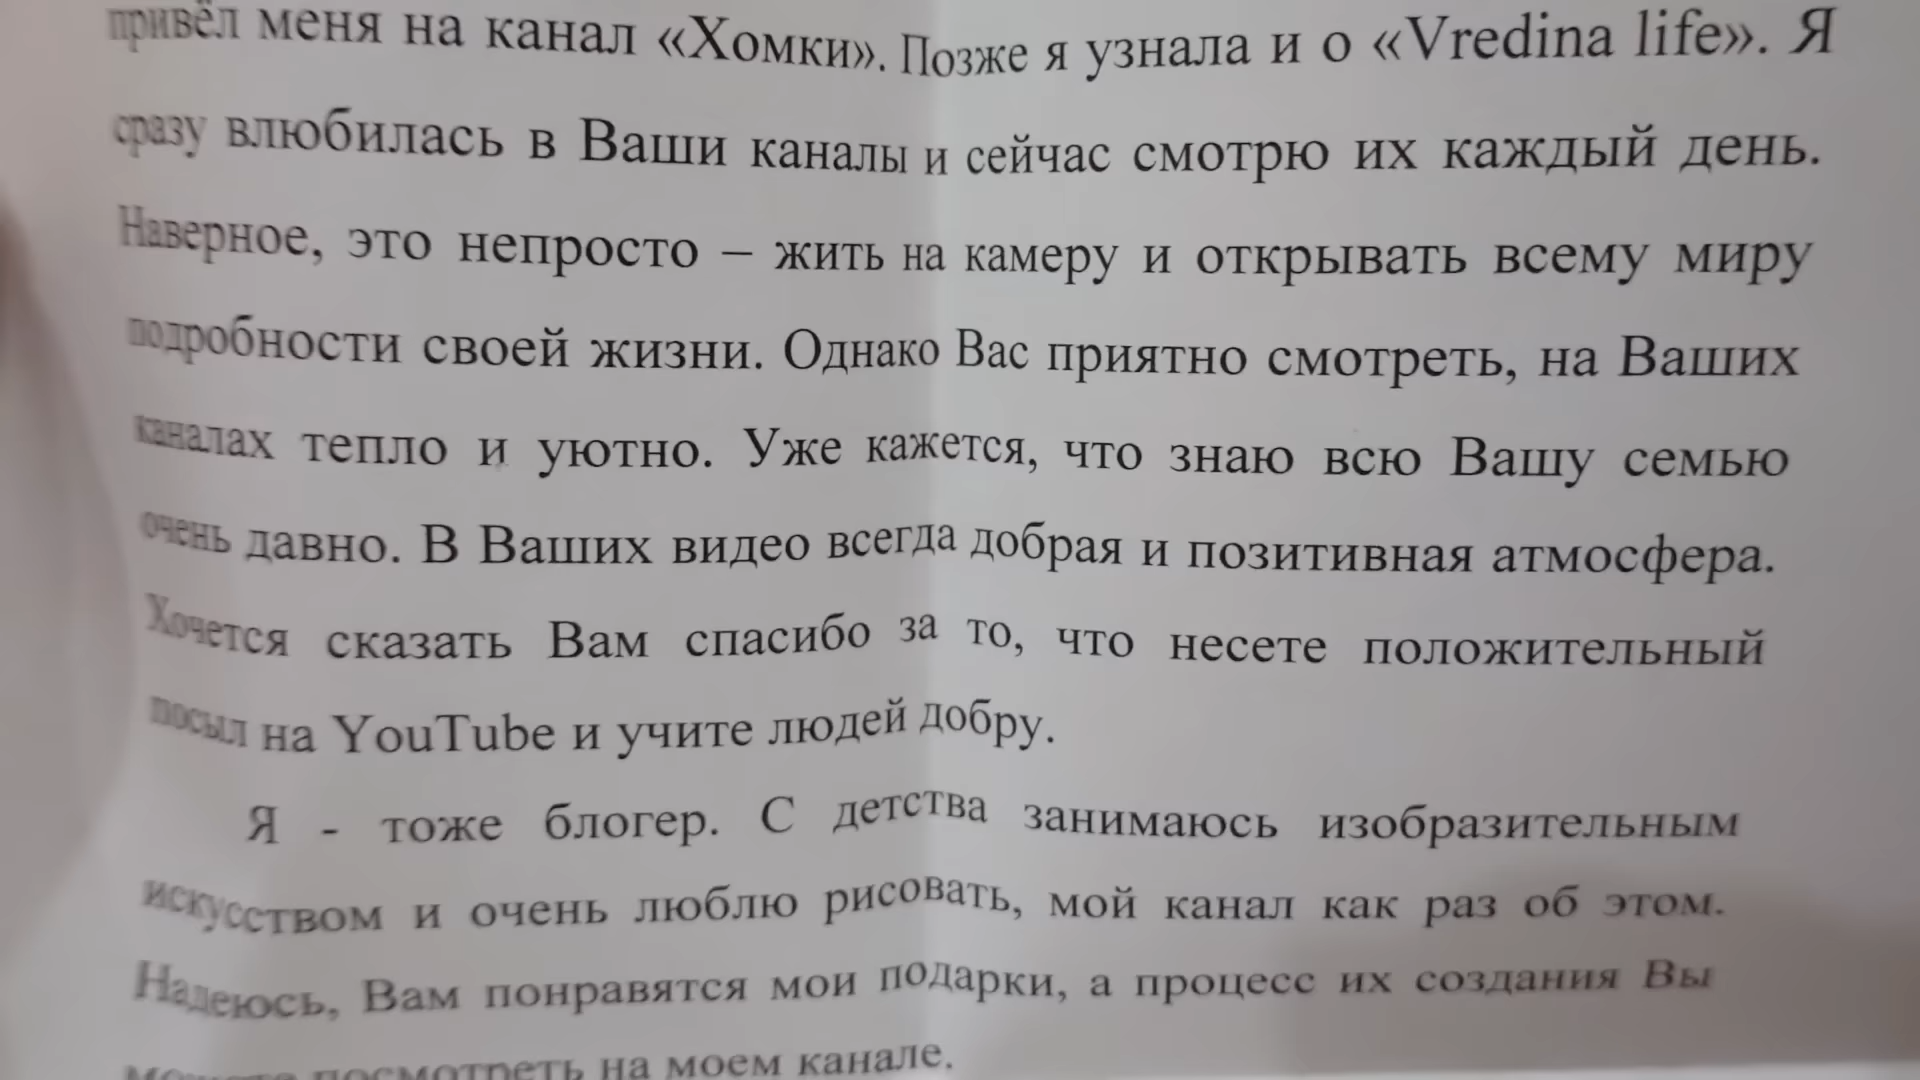 привёл меня на канал «Хомки». Позже я узнала и о «Vredina life». Я
сразу влюбилась в Ваши каналы и сейчас смотрю их каждый день.
Наверное, это непросто – жить на камеру и открывать всему миру
подробности своей жизни. Однако Вас приятно смотреть, на Ваших
каналах тепло и уютно. Уже кажется, что знаю всю Вашу семью
очень давно. В Ваших видео всегда добрая и позитивная атмосфера.
Хочется сказать Вам спасибо за то, что несете положительный
посыл на YouTube и учите людей добру.
Я - тоже блогер. С детства занимаюсь изобразительным
искусством и очень люблю рисовать, мой канал как раз об этом.
Надеюсь, Вам понравятся мои подарки, а процесс их создания Вы
можете посмотреть на моем канале.